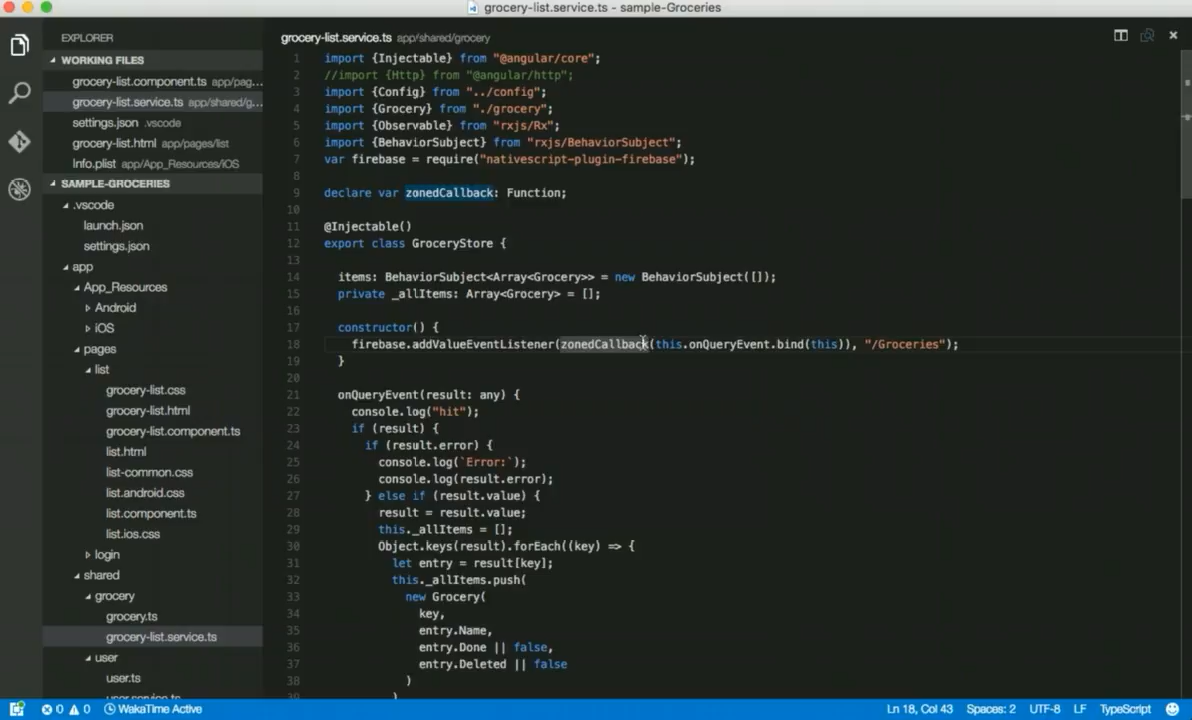 grocery-list.service.ts - sample-Groceries
EXPLORER
WORKING FILES
grocery-list.component.ts app/pag...
grocery-list.service.ts app/shared/g...
settings.json .vscode
grocery-list.html app/pages/list
Info.plist app/App_Resources/iOS
SAMPLE-GROCERIES
.vscode
launch.json
settings.json
app
App_Resources
Android
iOS
pages
list
grocery-list.css
grocery-list.html
grocery-list.component.ts
list.html
list-common.css
list.android.css
list.component.ts
list.ios.css
login
shared
grocery
grocery.ts
grocery-list.service.ts
user
user.ts
user.service.ts
grocery-list.service.ts app/shared/grocery
1 import {Injectable} from "@angular/core";
2 //import {Http} from "@angular/http";
3 import {Config} from "../config";
4 import {Grocery} from "./grocery";
5 import {Observable} from "rxjs/Rx";
6 import {BehaviorSubject} from "rxjs/BehaviorSubject";
7 var firebase = require("nativescript-plugin-firebase");
8
9 declare var zonedCallback: Function;
10
11 @Injectable()
12 export class GroceryStore {
13
14 items: BehaviorSubject<Array<Grocery>> = new BehaviorSubject([]);
15 private _allItems: Array<Grocery> = [];
16
17 constructor() {
18 firebase.addValueEventListener(zonedCallback(this.onQueryEvent.bind(this)), "/Groceries");
19 }
20
21 onQueryEvent(result: any) {
22 console.log("hit");
23 if (result) {
24 if (result.error) {
25 console.log(`Error:`);
26 console.log(result.error);
27 } else if (result.value) {
28 result = result.value;
29 this._allItems = [];
30 Object.keys(result).forEach((key) => {
31 let entry = result[key];
32 this._allItems.push(
33 new Grocery(
34 key,
35 entry.Name,
36 entry.Done || false,
37 entry.Deleted || false
38 )
39 )
0 0 WakaTime Active Ln 18, Col 43 Spaces: 2 UTF-8 LF TypeScript